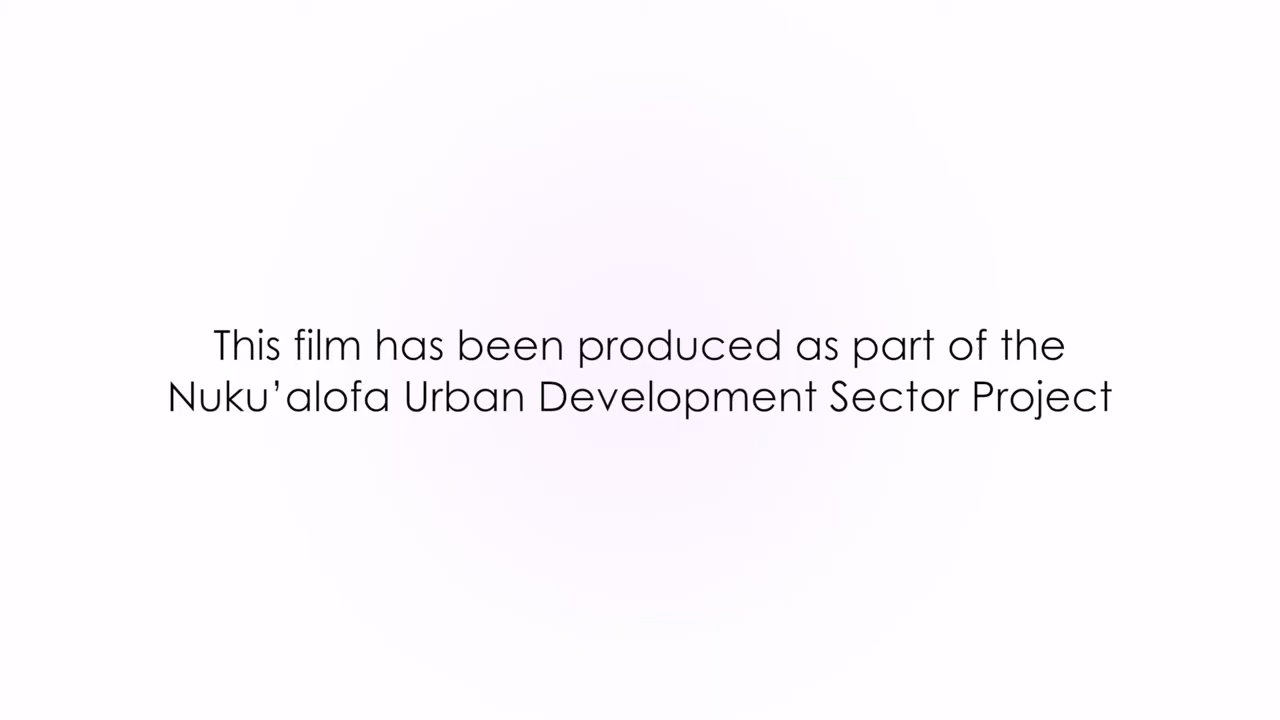 This film has been produced as part of the
Nuku’alofa Urban Development Sector Project